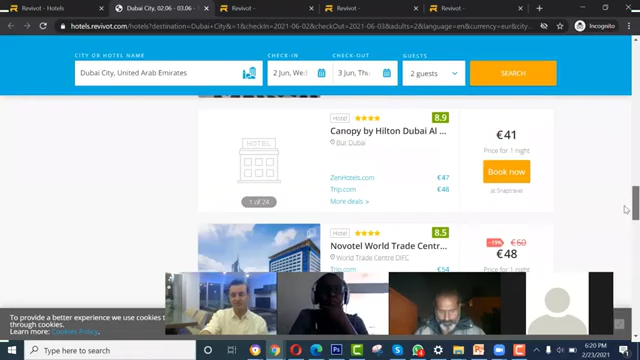 Revivot - Hotels
Dubai City, 02.06 - 03.06
Revivot -
Revivot -
Revivot -
hotels.revivot.com/hotels?destination=Dubai+City&=1&checkIn=2021-06-02&checkOut=2021-06-03&adults=2&language=en&currency=eur&city
Incognito
CITY OR HOTEL NAME
CHECK-IN
CHECK-OUT
GUESTS
Dubai City, United Arab Emirates
2 Jun, We
3 Jun, Thu
2 guests
SEARCH
Hotel
8.9
Canopy by Hilton Dubai Al ...
Bur Dubai
€41
Price for 1 night
HOTEL
ZenHotels.com €47
Book now
Trip.com €48
at Snaptravel
1 of 24
More deals >
Hotel
8.5
Novotel World Trade Centr...
World Trade Centre DIFC
-19% €60
€48
Trip.com €54
Price for 1 night
To provide a better experience we use cookies
through cookies.
Learn more: Cookies Policy.
Type here to search
6:20 PM
2/23/2021